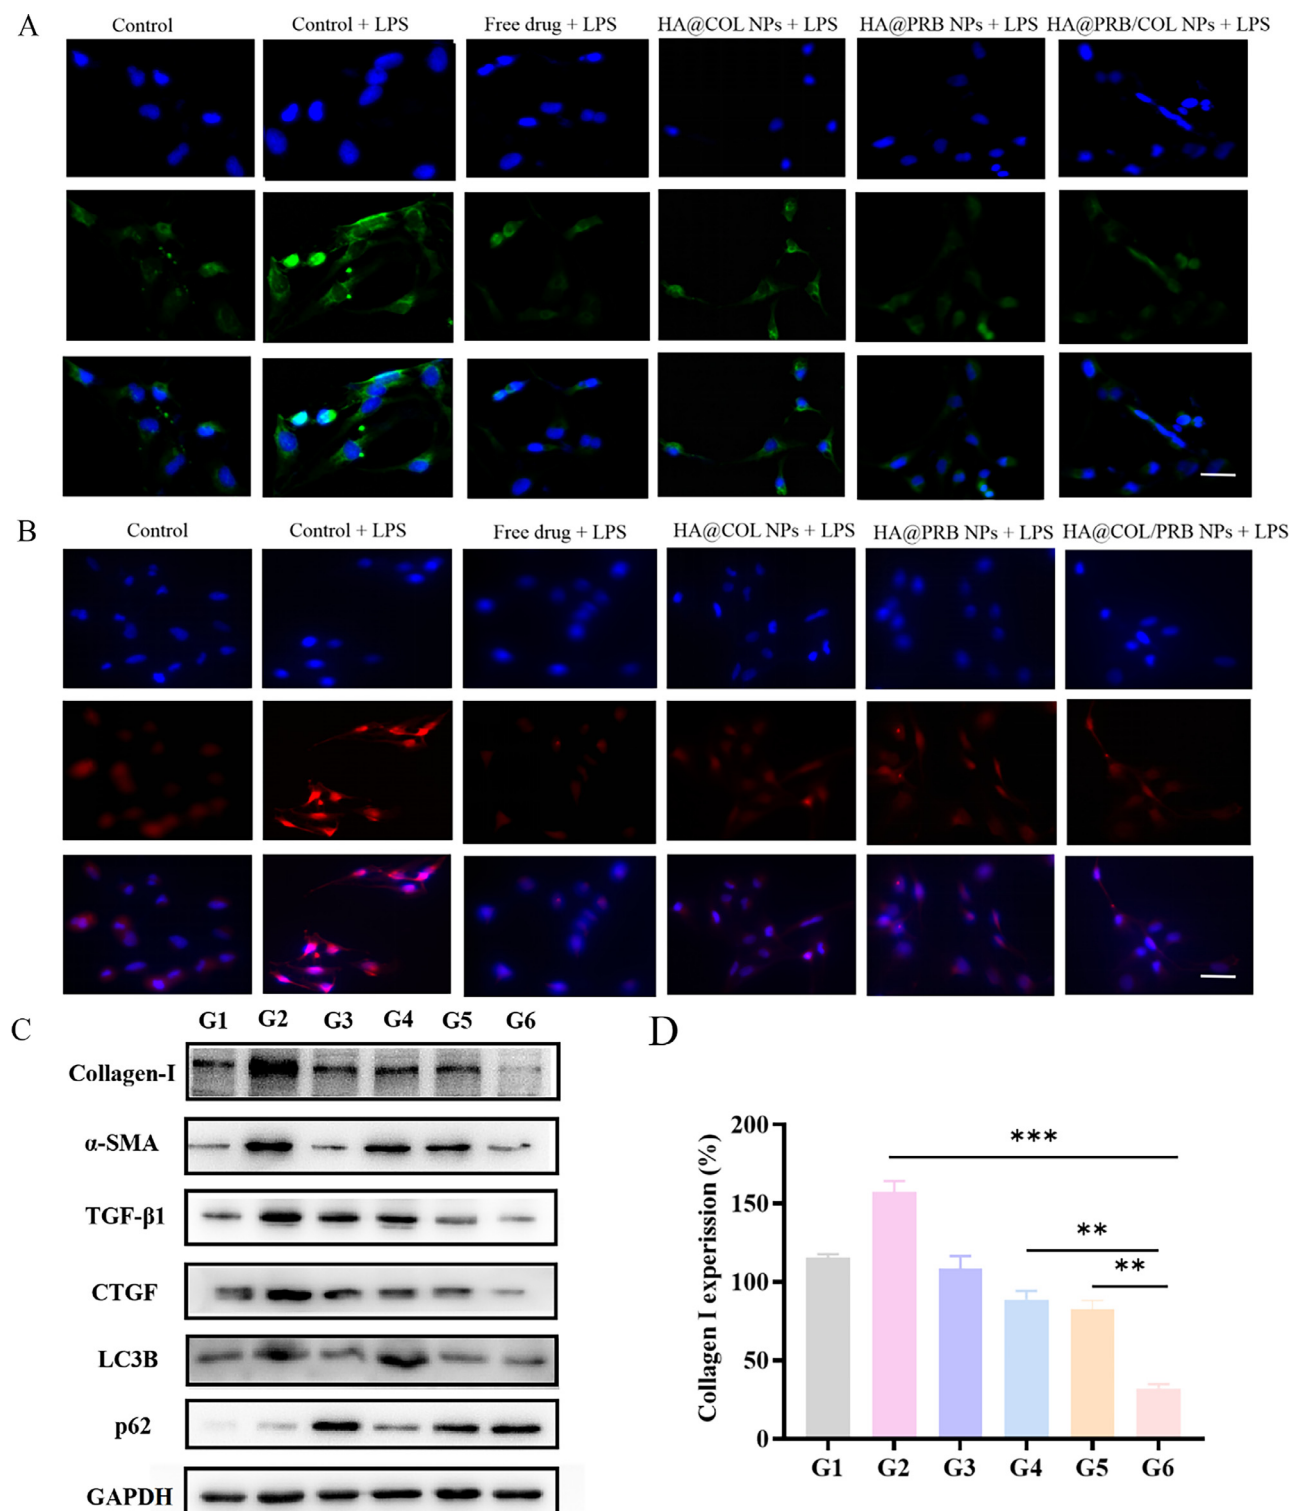 A
Control
Control + LPS
Free drug + LPS
HA@COL NPs + LPS
HA@PRB NPs + LPS
HA@PRB/COL NPs + LPS
B
Control
Control + LPS
Free drug + LPS
HA@COL NPs + LPS
HA@PRB NPs + LPS
HA@COL/PRB NPs + LPS
C
G1 G2 G3 G4 G5 G6
Collagen-I
α-SMA
TGF-β1
CTGF
LC3B
p62
GAPDH
D
Collagen I experission (%)
200
150
100
50
0
***
**
**
G1 G2 G3 G4 G5 G6